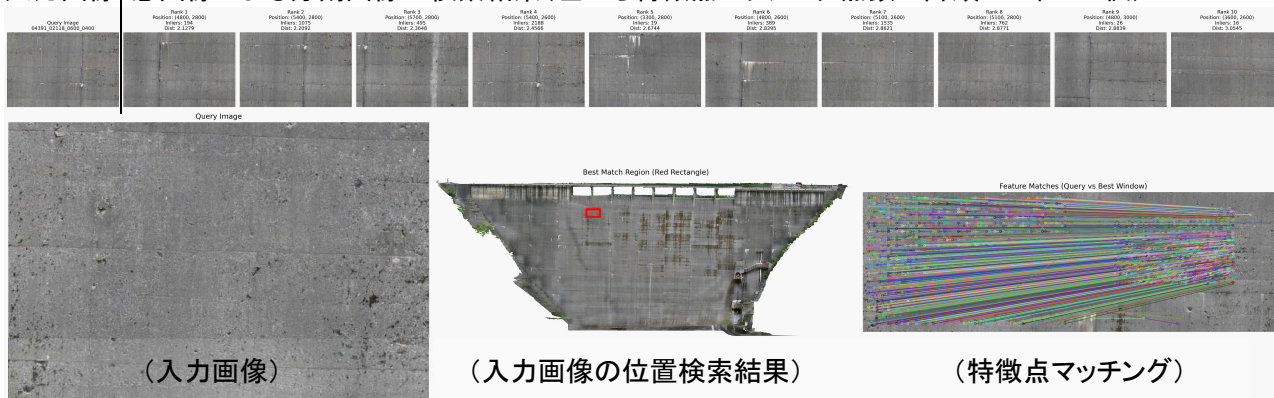 Query Image
04391_02118_0600_0400
Rank 1
Position: (4800, 2800)
Inliers: 194
Dist: 2.1279
Rank 2
Position: (5400, 2800)
Inliers: 1075
Dist: 2.2092
Rank 3
Position: (5700, 2800)
Inliers: 495
Dist: 2.3648
Rank 4
Position: (5400, 2600)
Inliers: 2188
Dist: 2.4566
Rank 5
Position: (3300, 2800)
Inliers: 19
Dist: 2.6744
Rank 6
Position: (4800, 2600)
Inliers: 389
Dist: 2.8295
Rank 7
Position: (5100, 2600)
Inliers: 1535
Dist: 2.8621
Rank 8
Position: (5100, 2800)
Inliers: 762
Dist: 2.8771
Rank 9
Position: (4800, 3000)
Inliers: 26
Dist: 2.8839
Rank 10
Position: (3600, 2600)
Inliers: 16
Dist: 3.0545
Query Image
（入力画像）
Best Match Region (Red Rectangle)
（入力画像の位置検索結果）
Feature Matches (Query vs Best Window)
（特徴点マッチング）